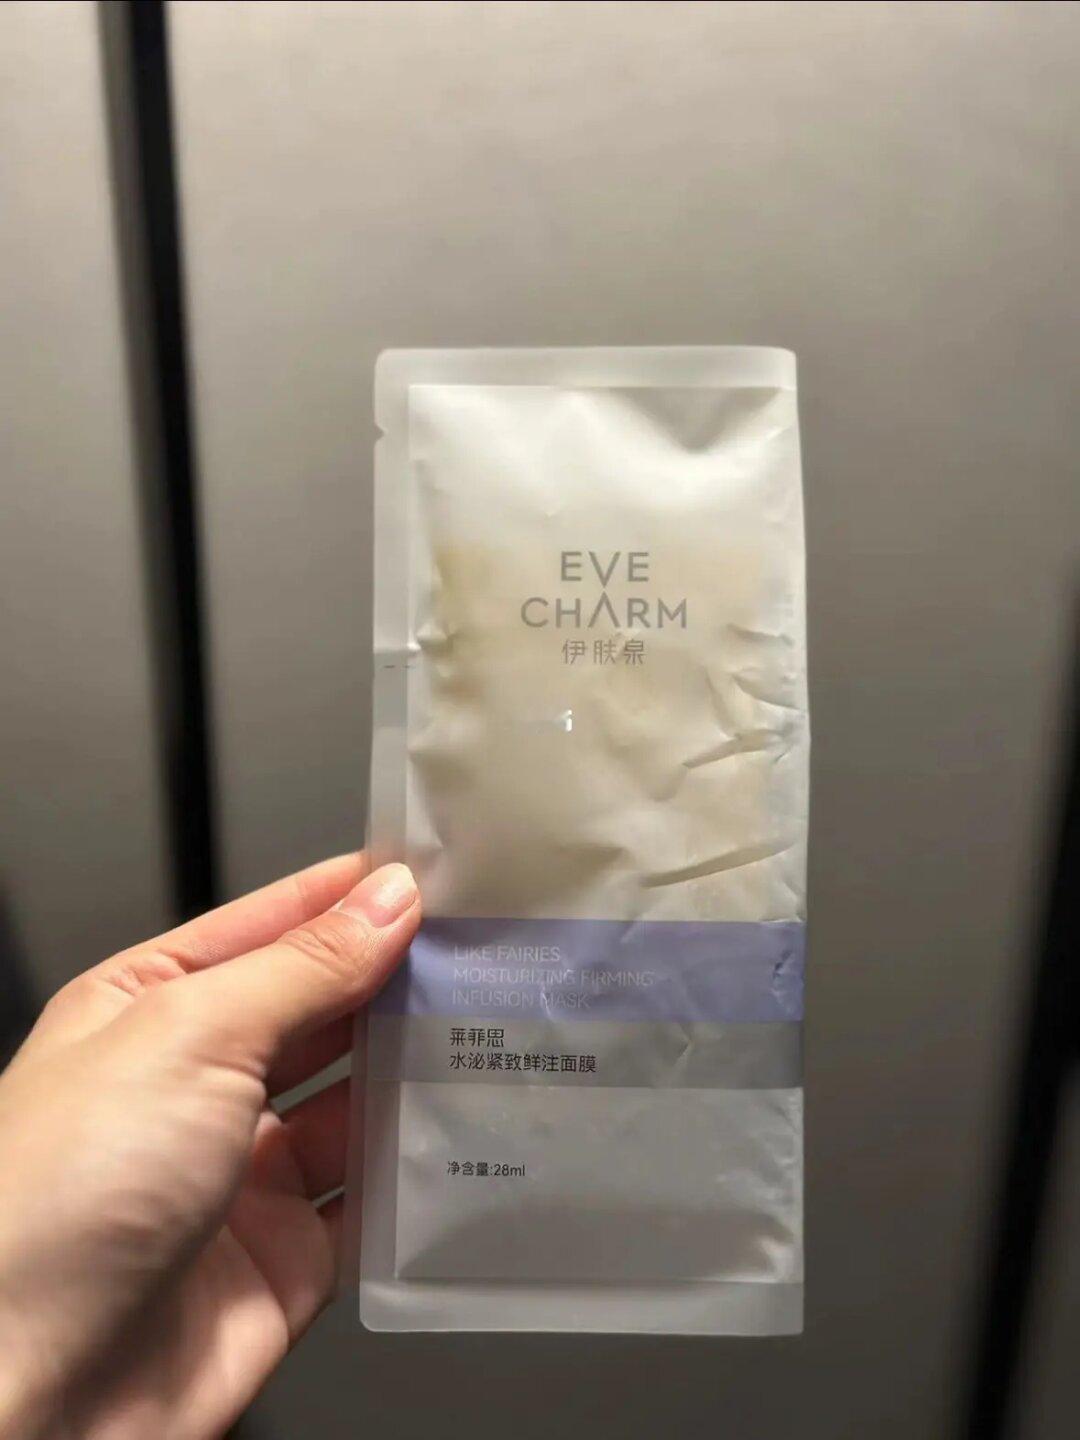 EVE
CHARM
伊肤泉
LIKE FAIRIES
MOISTURIZING FIRMING
INFUSION MASK
莱菲思
水泌紧致鲜注面膜
净含量:28ml